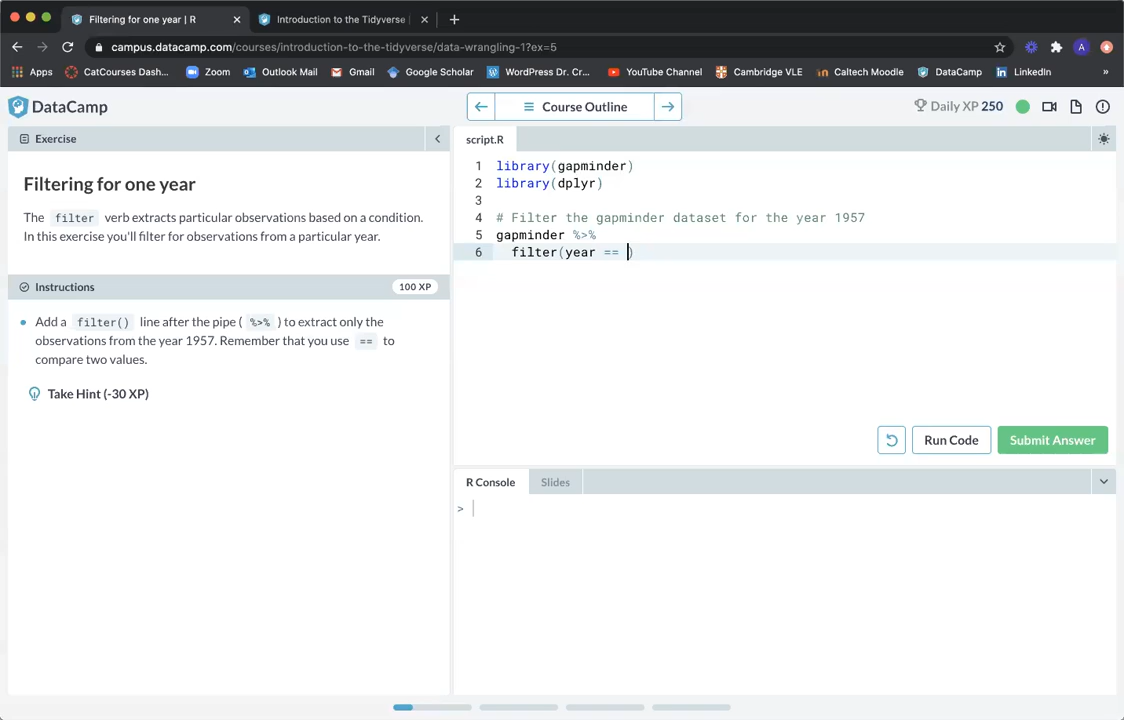 Filtering for one year | R
Introduction to the Tidyverse
campus.datacamp.com/courses/introduction-to-the-tidyverse/data-wrangling-1?ex=5
A
Apps
CatCourses Dash...
Zoom
Outlook Mail
Gmail
Google Scholar
WordPress Dr. Cr...
YouTube Channel
Cambridge VLE
Caltech Moodle
DataCamp
LinkedIn
»
DataCamp
Course Outline
Daily XP 250
Exercise
Filtering for one year
The filter verb extracts particular observations based on a condition.
In this exercise you'll filter for observations from a particular year.
Instructions
100 XP
Add a filter() line after the pipe ( %>% ) to extract only the
observations from the year 1957. Remember that you use == to
compare two values.
Take Hint (-30 XP)
script.R
1 library(gapminder)
2 library(dplyr)
3
4 # Filter the gapminder dataset for the year 1957
5 gapminder %>%
6 filter(year == )
Run Code
Submit Answer
R Console
Slides
>